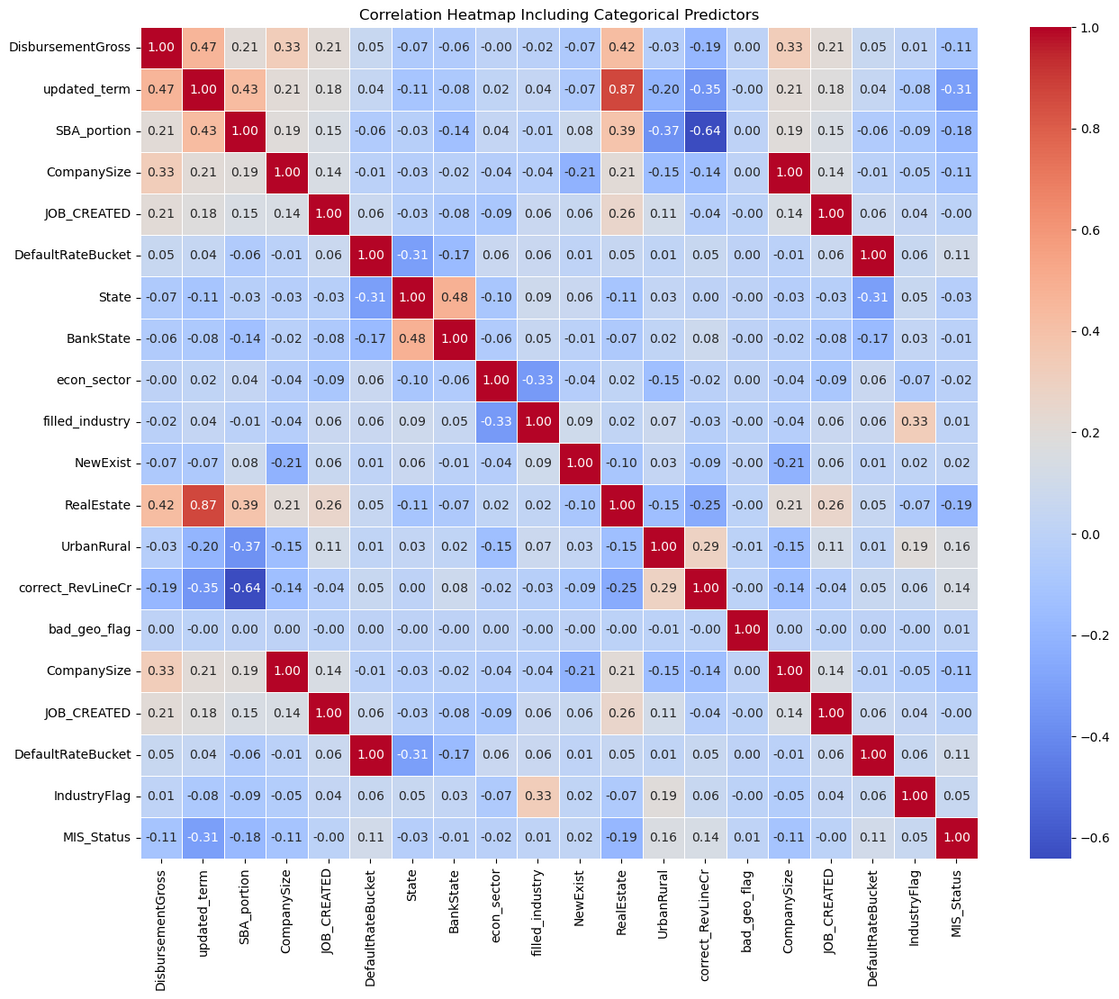 Correlation Heatmap Including Categorical Predictors
DisbursementGross 1.00 0.47 0.21 0.33 0.21 0.05 -0.07 -0.06 -0.00 -0.02 -0.07 0.42 -0.03 -0.19 0.00 0.33 0.21 0.05 0.01 -0.11
updated_term 0.47 1.00 0.43 0.21 0.18 0.04 -0.11 -0.08 0.02 0.04 -0.07 0.87 -0.20 -0.35 -0.00 0.21 0.18 0.04 -0.08 -0.31
SBA_portion 0.21 0.43 1.00 0.19 0.15 -0.06 -0.03 -0.14 0.04 -0.01 0.08 0.39 -0.37 -0.64 0.00 0.19 0.15 -0.06 -0.09 -0.18
CompanySize 0.33 0.21 0.19 1.00 0.14 -0.01 -0.03 -0.02 -0.04 -0.04 -0.21 0.21 -0.15 -0.14 0.00 1.00 0.14 -0.01 -0.05 -0.11
JOB_CREATED 0.21 0.18 0.15 0.14 1.00 0.06 -0.03 -0.08 -0.09 0.06 0.06 0.26 0.11 -0.04 -0.00 0.14 1.00 0.06 0.04 -0.00
DefaultRateBucket 0.05 0.04 -0.06 -0.01 0.06 1.00 -0.31 -0.17 0.06 0.06 0.01 0.05 0.01 0.05 -0.00 -0.01 0.06 1.00 0.06 0.11
State -0.07 -0.11 -0.03 -0.03 -0.03 -0.31 1.00 0.48 -0.10 0.09 0.06 -0.11 0.03 0.00 -0.00 -0.03 -0.03 -0.31 0.05 -0.03
BankState -0.06 -0.08 -0.14 -0.02 -0.08 -0.17 0.48 1.00 -0.06 0.05 -0.01 -0.07 0.02 0.08 -0.00 -0.02 -0.08 -0.17 0.03 -0.01
econ_sector -0.00 0.02 0.04 -0.04 -0.09 0.06 -0.10 -0.06 1.00 -0.33 -0.04 0.02 -0.15 -0.02 0.00 -0.04 -0.09 0.06 -0.07 -0.02
filled_industry -0.02 0.04 -0.01 -0.04 0.06 0.06 0.09 0.05 -0.33 1.00 0.09 0.02 0.07 -0.03 -0.00 -0.04 0.06 0.06 0.33 0.01
NewExist -0.07 -0.07 0.08 -0.21 0.06 0.01 0.06 -0.01 -0.04 0.09 1.00 -0.10 0.03 -0.09 -0.00 -0.21 0.06 0.01 0.02 0.02
RealEstate 0.42 0.87 0.39 0.21 0.26 0.05 -0.11 -0.07 0.02 0.02 -0.10 1.00 -0.15 -0.25 -0.00 0.21 0.26 0.05 -0.07 -0.19
UrbanRural -0.03 -0.20 -0.37 -0.15 0.11 0.01 0.03 0.02 -0.15 0.07 0.03 -0.15 1.00 0.29 -0.01 -0.15 0.11 0.01 0.19 0.16
correct_RevLineCr -0.19 -0.35 -0.64 -0.14 -0.04 0.05 0.00 0.08 -0.02 -0.03 -0.09 -0.25 0.29 1.00 -0.00 -0.14 -0.04 0.05 0.06 0.14
bad_geo_flag 0.00 -0.00 0.00 0.00 -0.00 -0.00 -0.00 -0.00 0.00 -0.00 -0.00 -0.00 -0.01 -0.00 1.00 0.00 -0.00 -0.00 -0.00 0.01
CompanySize 0.33 0.21 0.19 1.00 0.14 -0.01 -0.03 -0.02 -0.04 -0.04 -0.21 0.21 -0.15 -0.14 0.00 1.00 0.14 -0.01 -0.05 -0.11
JOB_CREATED 0.21 0.18 0.15 0.14 1.00 0.06 -0.03 -0.08 -0.09 0.06 0.06 0.26 0.11 -0.04 -0.00 0.14 1.00 0.06 0.04 -0.00
DefaultRateBucket 0.05 0.04 -0.06 -0.01 0.06 1.00 -0.31 -0.17 0.06 0.06 0.01 0.05 0.01 0.05 -0.00 -0.01 0.06 1.00 0.06 0.11
IndustryFlag 0.01 -0.08 -0.09 -0.05 0.04 0.06 0.05 0.03 -0.07 0.33 0.02 -0.07 0.19 0.06 -0.00 -0.05 0.04 0.06 1.00 0.05
MIS_Status -0.11 -0.31 -0.18 -0.11 -0.00 0.11 -0.03 -0.01 -0.02 0.01 0.02 -0.19 0.16 0.14 0.01 -0.11 -0.00 0.11 0.05 1.00
DisbursementGross
updated_term
SBA_portion
CompanySize
JOB_CREATED
DefaultRateBucket
State
BankState
econ_sector
filled_industry
NewExist
RealEstate
UrbanRural
correct_RevLineCr
bad_geo_flag
CompanySize
JOB_CREATED
DefaultRateBucket
IndustryFlag
MIS_Status
1.0
0.8
0.6
0.4
0.2
0.0
−0.2
−0.4
−0.6